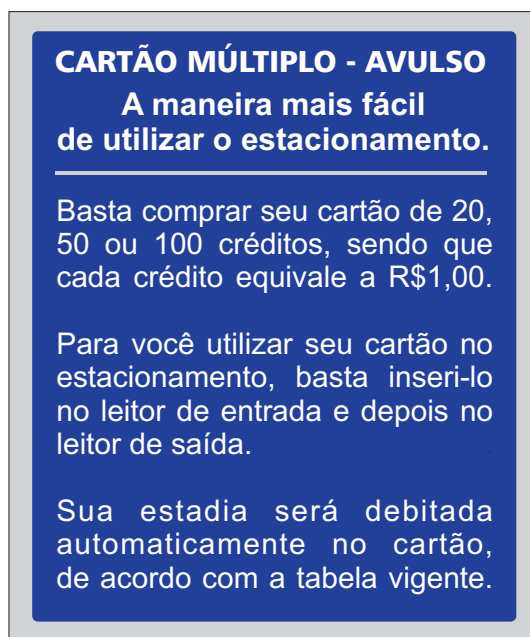 CARTÃO MÚLTIPLO - AVULSO
A maneira mais fácil
de utilizar o estacionamento.
Basta comprar seu cartão de 20,
50 ou 100 créditos, sendo que
cada crédito equivale a R$1,00.
Para você utilizar seu cartão no
estacionamento, basta inseri-lo
no leitor de entrada e depois no
leitor de saída.
Sua estadia será debitada
automaticamente no cartão,
de acordo com a tabela vigente.